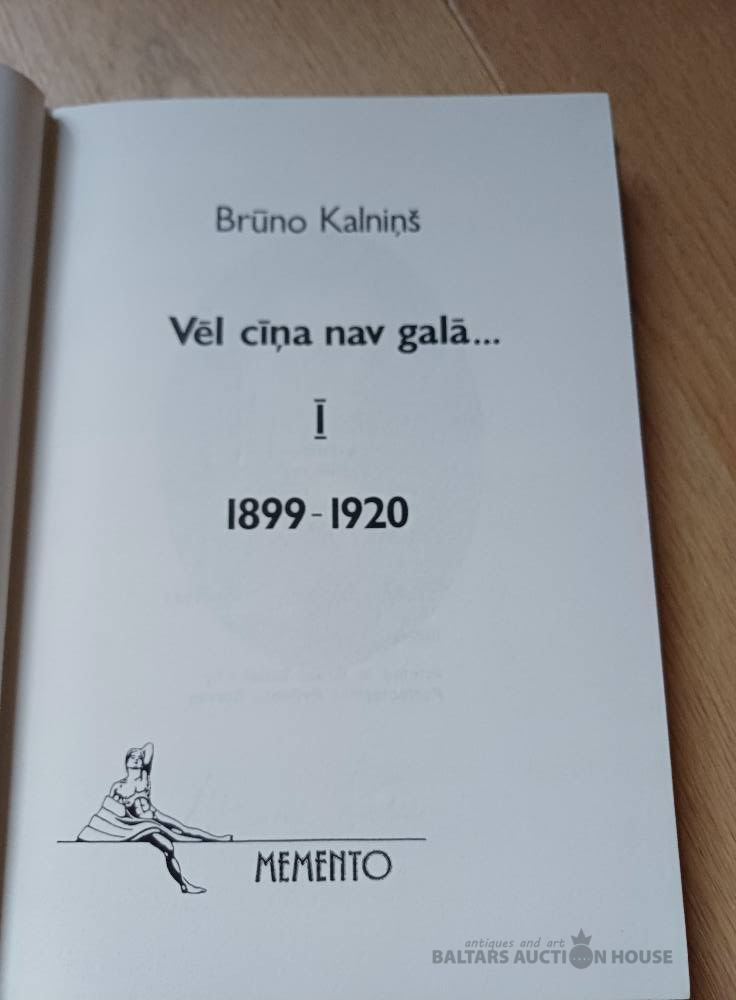 Brūno Kalniņš
Vēl cīņa nav galā...
I
1899-1920
MEMENTO
antiques and art
BALTARS AUCTION HOUSE